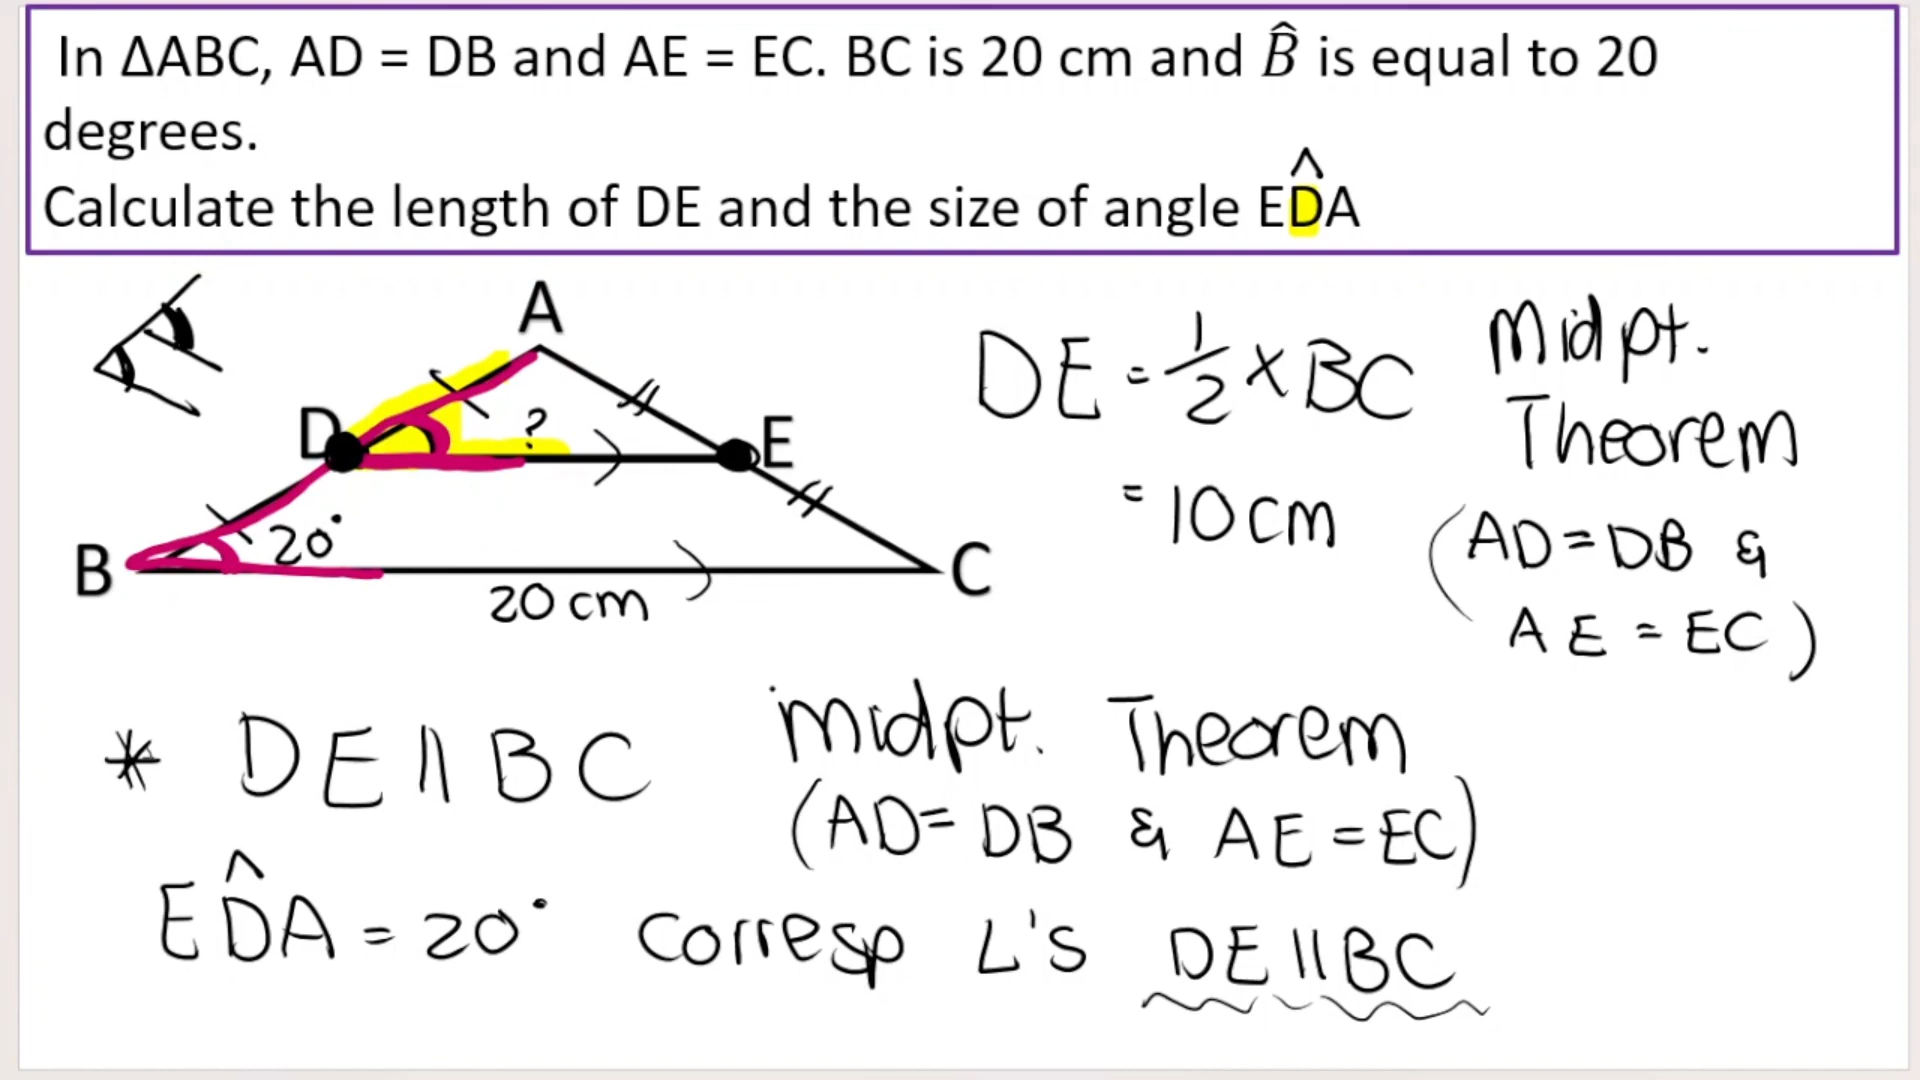 In ΔABC, AD = DB and AE = EC. BC is 20 cm and B̂ is equal to 20
degrees.
Calculate the length of DE and the size of angle ED̂A
A
D
?
E
B
20°
C
20 cm
DE = 1/2 × BC
= 10 cm
Midpt.
Theorem
(AD = DB &
AE = EC)
* DE || BC
midpt. Theorem
(AD = DB & AE = EC)
ED̂A = 20° corresp ∠'s DE || BC